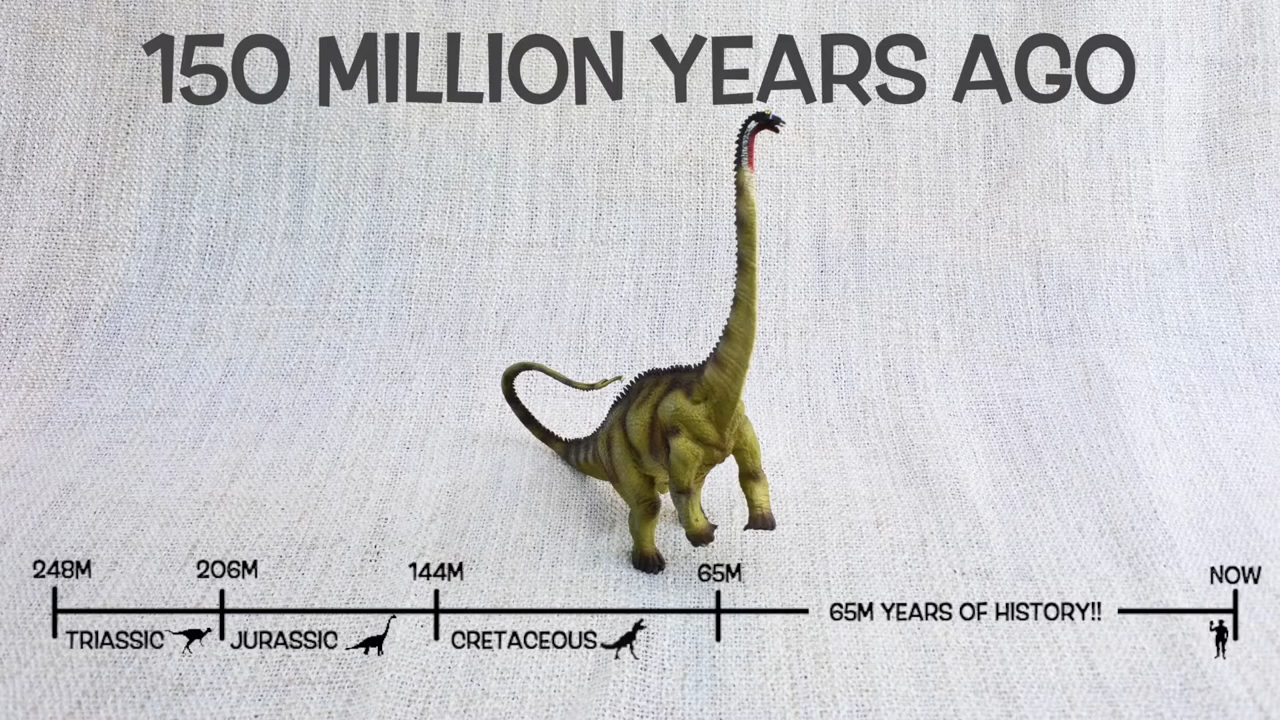 150 MILLION YEARS AGO
248M 206M 144M 65M NOW
65M YEARS OF HISTORY!!
TRIASSIC JURASSIC CRETACEOUS